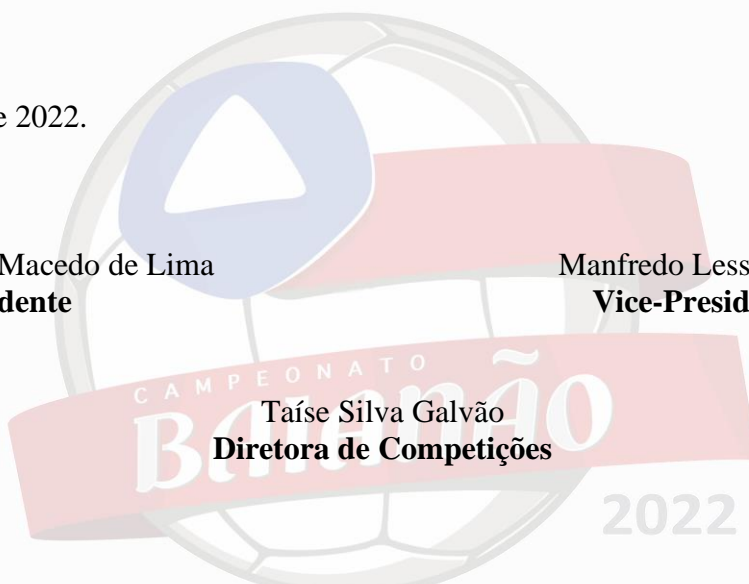 e 2022.
Macedo de Lima
Manfredo Less
dente
Vice-Presid
CAMPEONATO
BAIANÃO
Taíse Silva Galvão
Diretora de Competições
2022